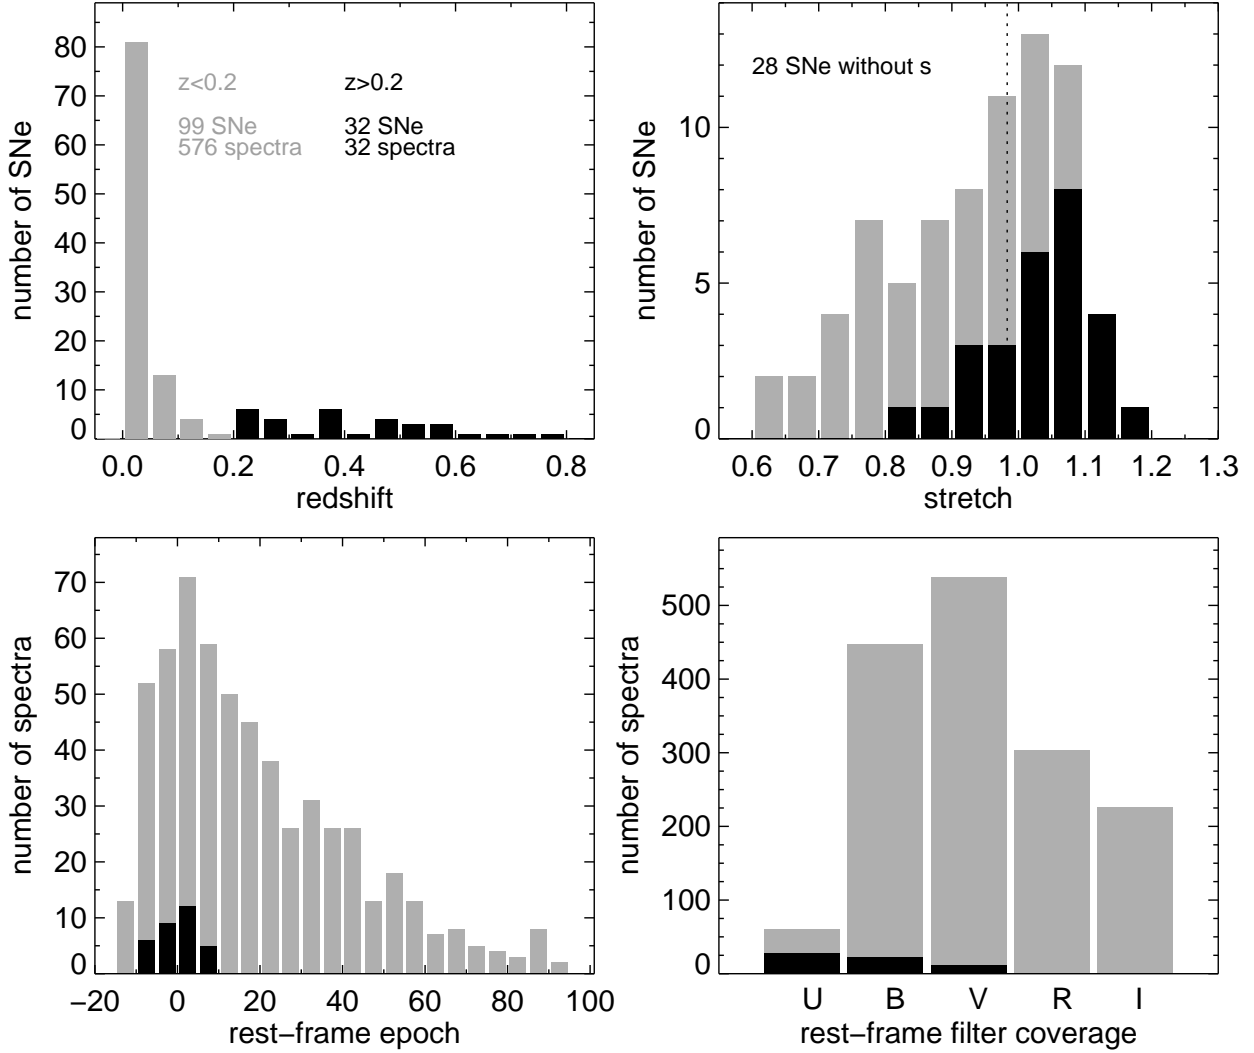 number of SNe
80
70
60
50
40
30
20
10
0
z<0.2
z>0.2
99 SNe
32 SNe
576 spectra
32 spectra
0.0 0.2 0.4 0.6 0.8
redshift
number of SNe
10
5
0
28 SNe without s
0.6 0.7 0.8 0.9 1.0 1.1 1.2 1.3
stretch
number of spectra
70
60
50
40
30
20
10
0
−20 0 20 40 60 80 100
rest−frame epoch
number of spectra
500
400
300
200
100
0
U B V R I
rest−frame filter coverage